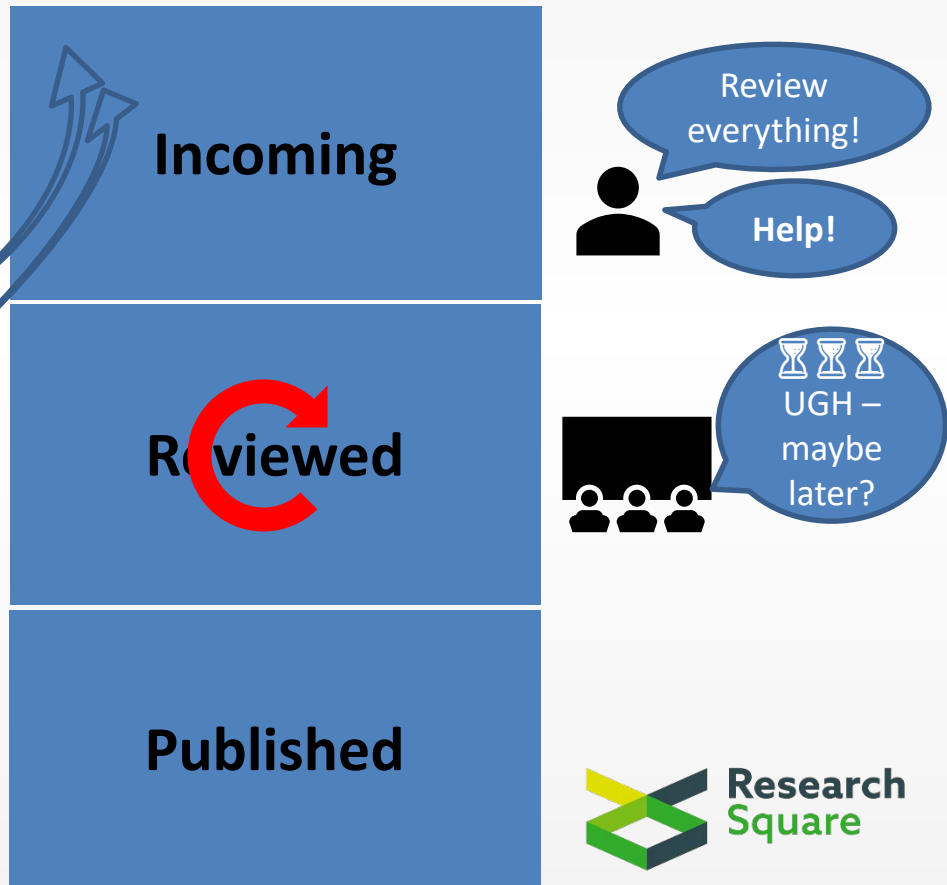 Incoming
Review
everything!
Help!
Reviewed
UGH –
maybe
later?
Published
Research
Square